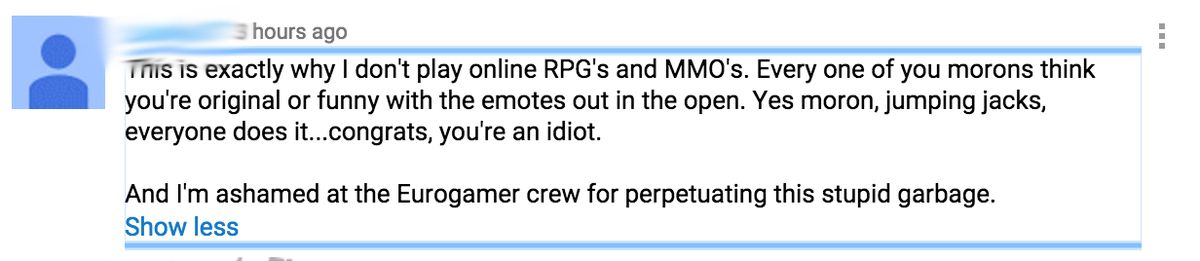 hours ago
This is exactly why I don't play online RPG's and MMO's. Every one of you morons think
you're original or funny with the emotes out in the open. Yes moron, jumping jacks,
everyone does it...congrats, you're an idiot.
And I'm ashamed at the Eurogamer crew for perpetuating this stupid garbage.
Show less